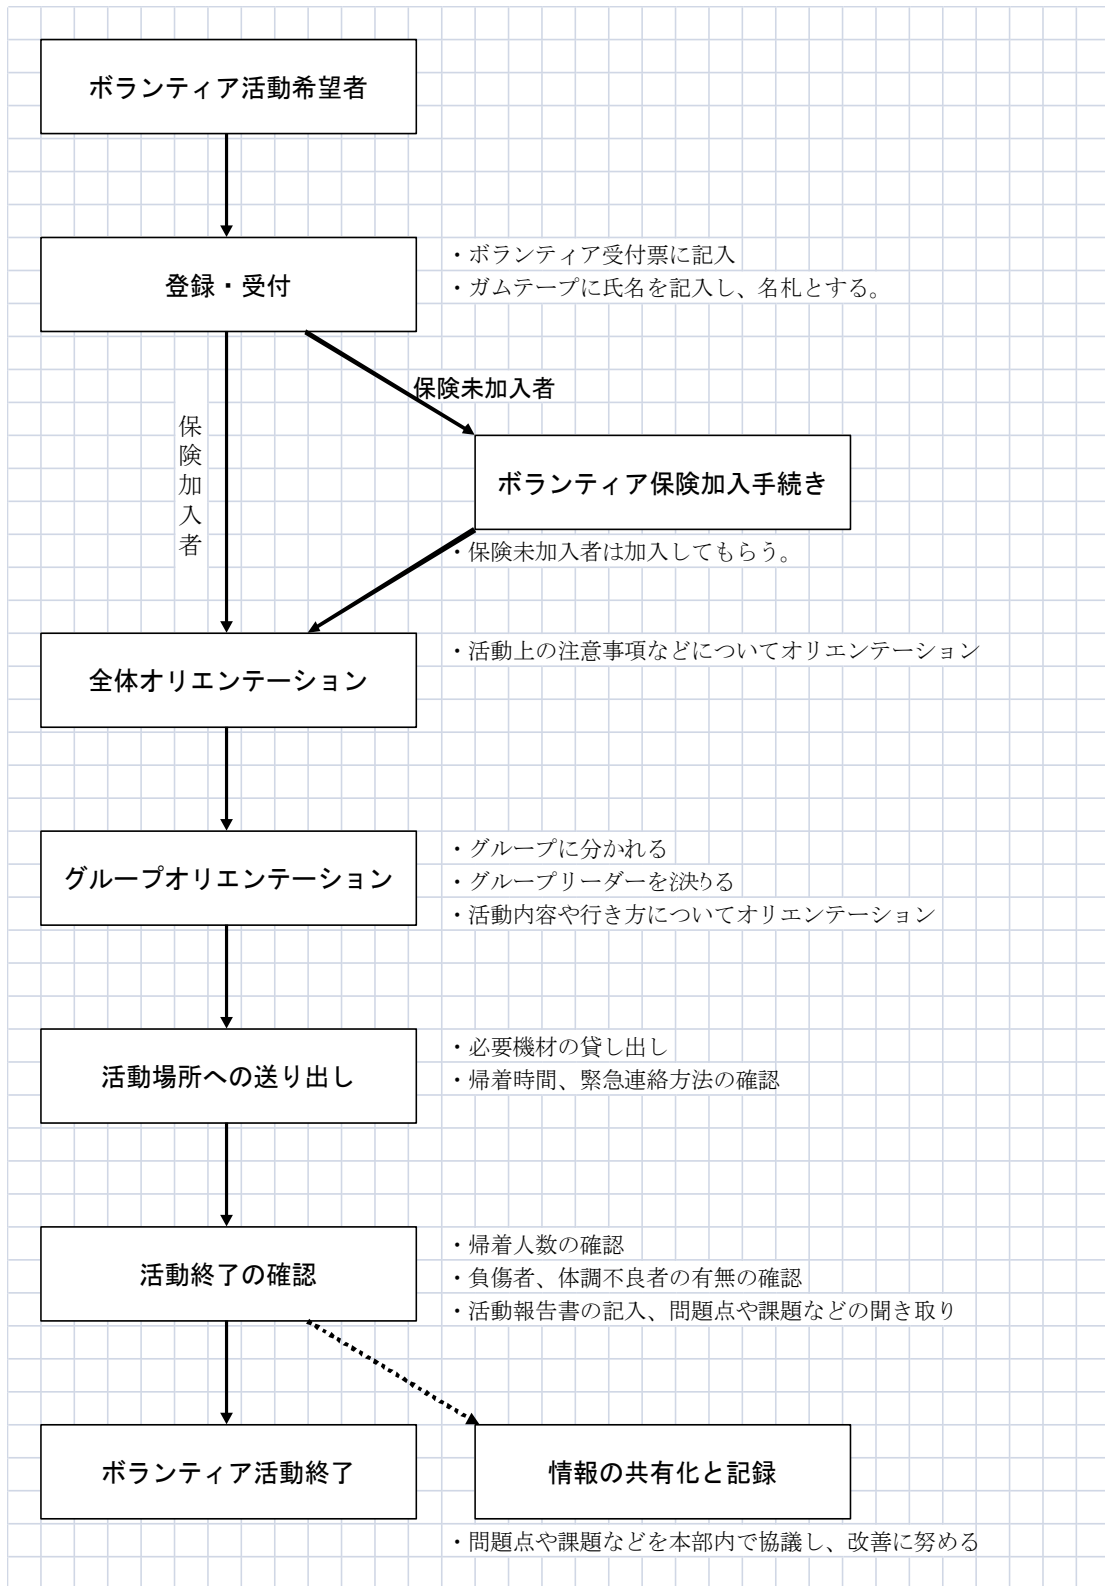 ボランティア活動希望者
登録・受付
・ボランティア受付票に記入
・ガムテープに氏名を記入し、名札とする。
保険未加入者
保険加入者
ボランティア保険加入手続き
・保険未加入者は加入してもらう。
全体オリエンテーション
・活動上の注意事項などについてオリエンテーション
グループオリエンテーション
・グループに分かれる
・グループリーダーを決める
・活動内容や行き方についてオリエンテーション
活動場所への送り出し
・必要機材の貸し出し
・帰着時間、緊急連絡方法の確認
活動終了の確認
・帰着人数の確認
・負傷者、体調不良者の有無の確認
・活動報告書の記入、問題点や課題などの聞き取り
ボランティア活動終了
情報の共有化と記録
・問題点や課題などを本部内で協議し、改善に努める